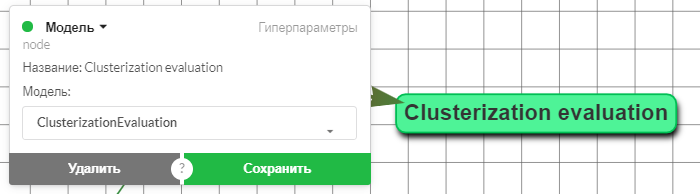 Модель
Гиперпараметры
node
Название: Clusterization evaluation
Модель:
ClusterizationEvaluation
Удалить
?
Сохранить
Clusterization evaluation